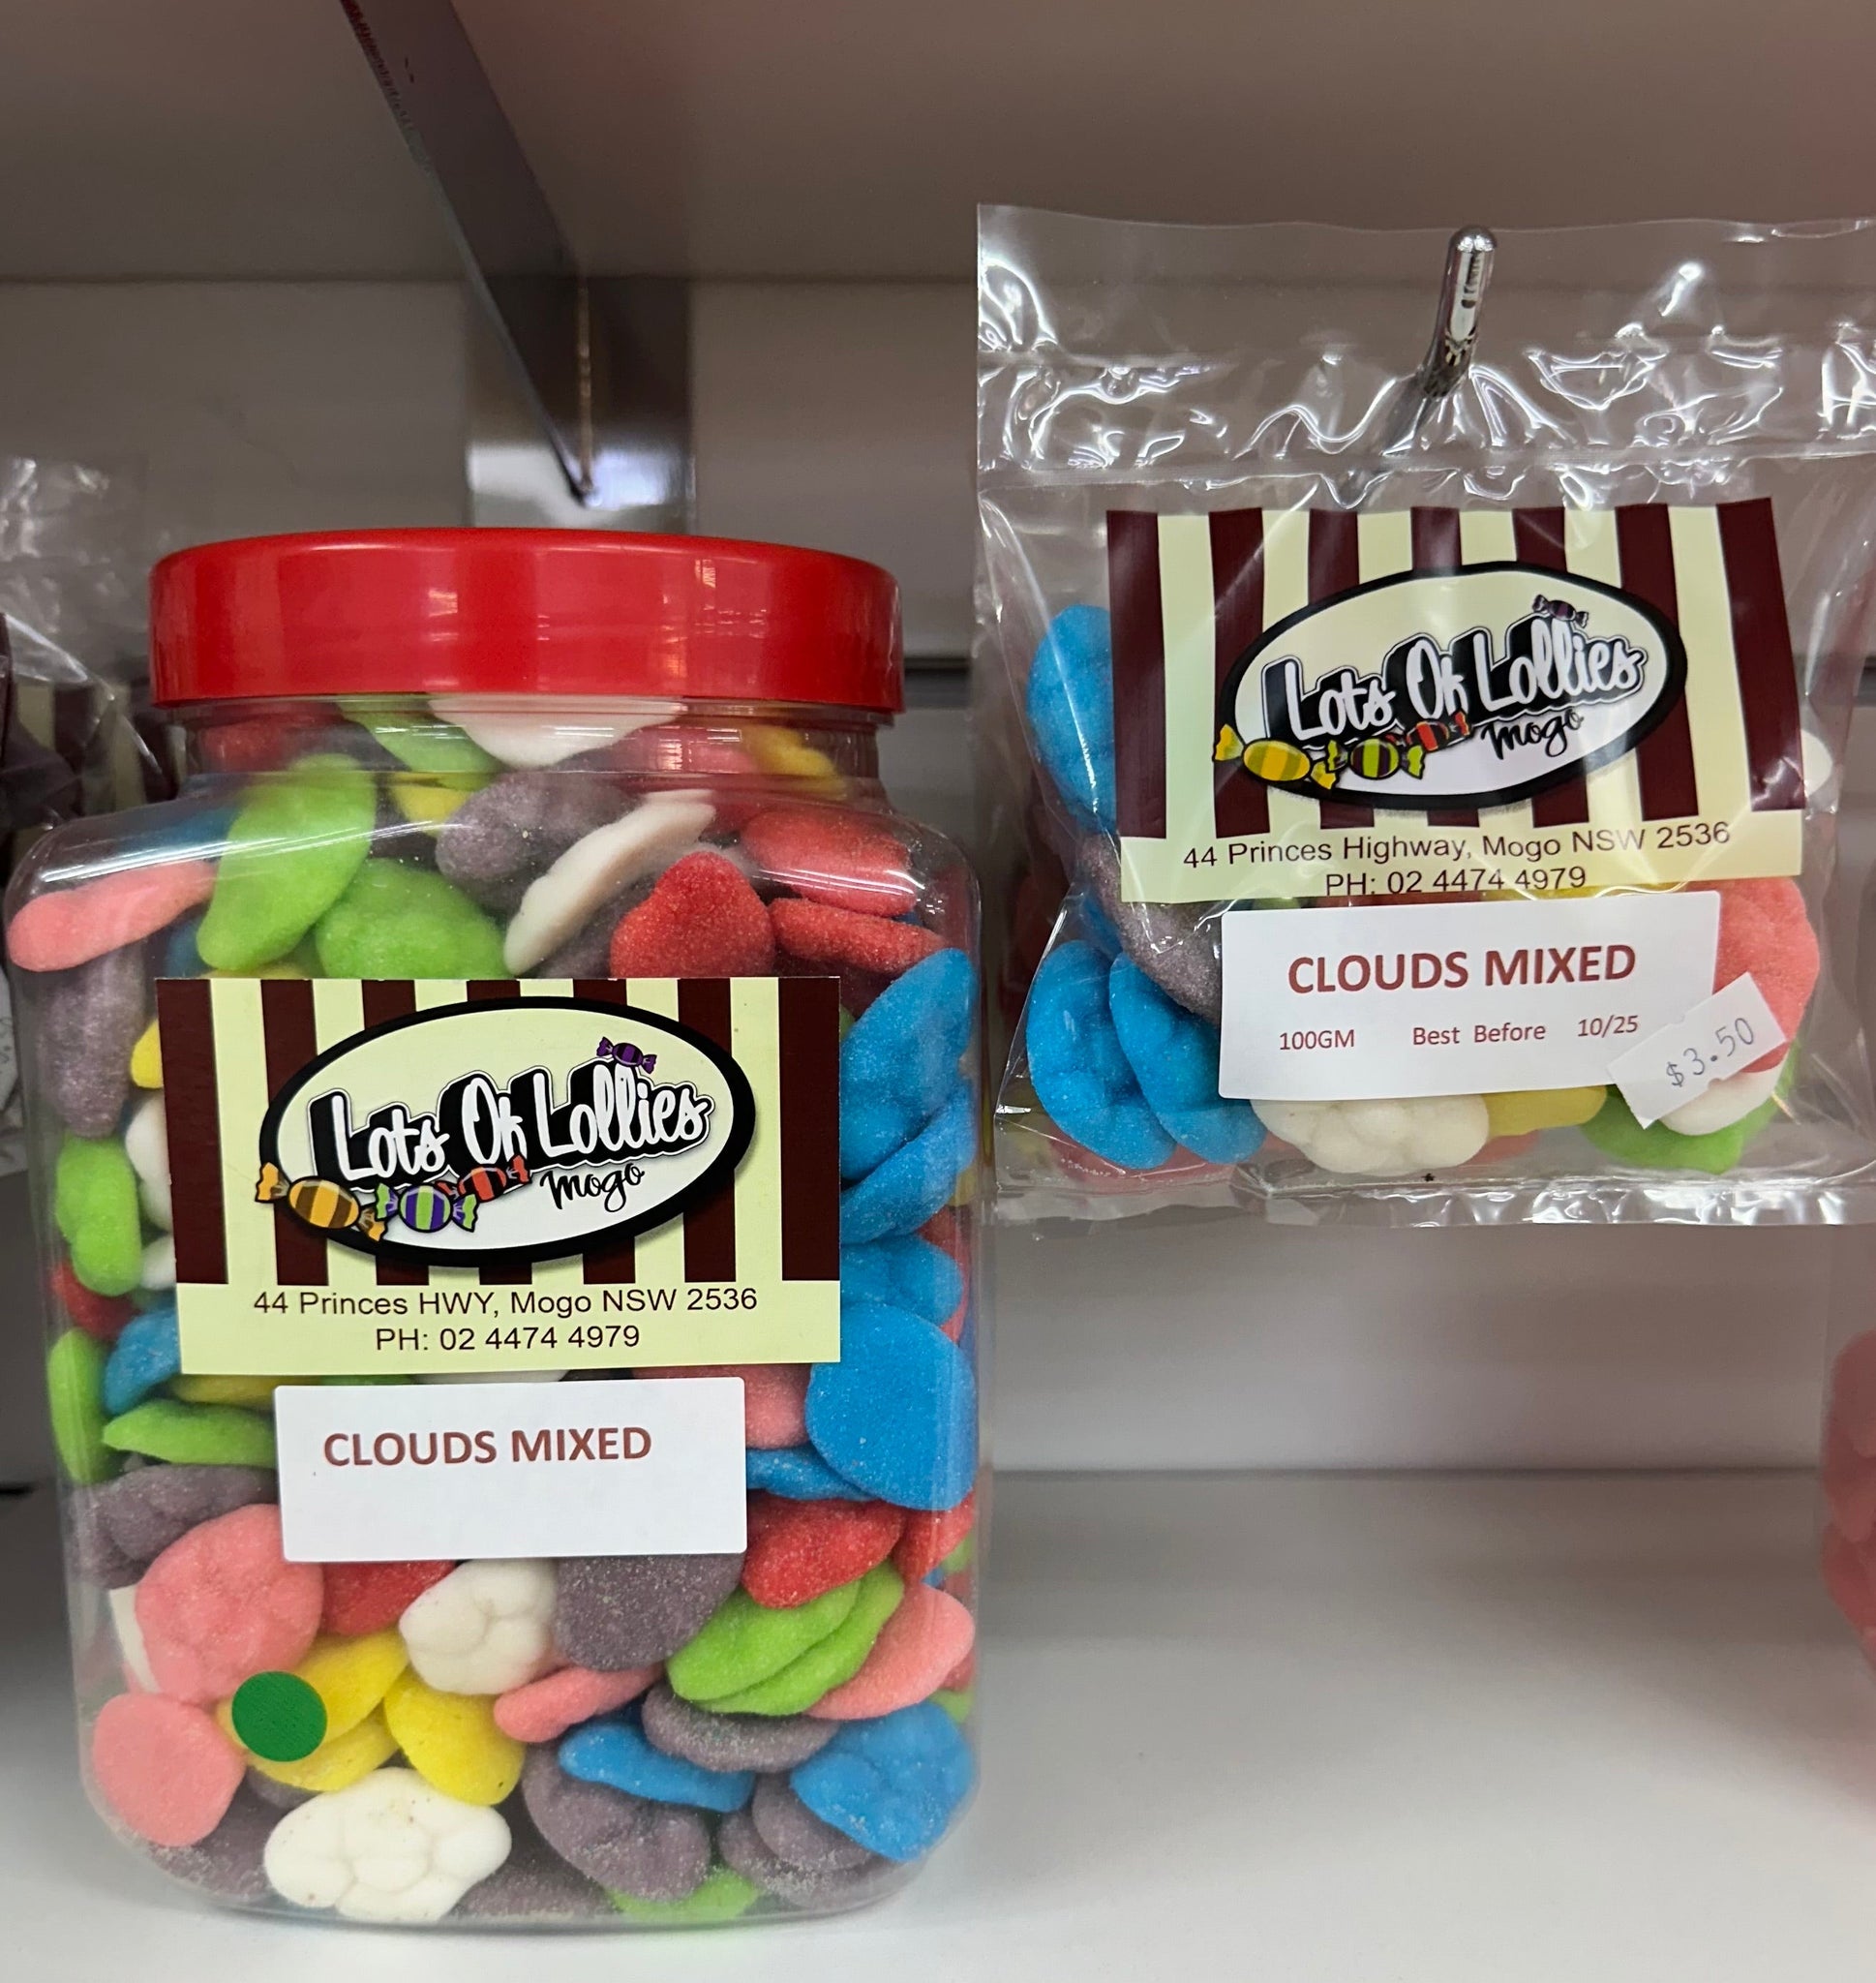 Lots Of Lollies
Mogo
44 Princes HWY, Mogo NSW 2536
PH: 02 4474 4979
CLOUDS MIXED
Lots Of Lollies
Mogo
44 Princes Highway, Mogo NSW 2536
PH: 02 4474 4979
CLOUDS MIXED
100GM Best Before 10/25
$3.50